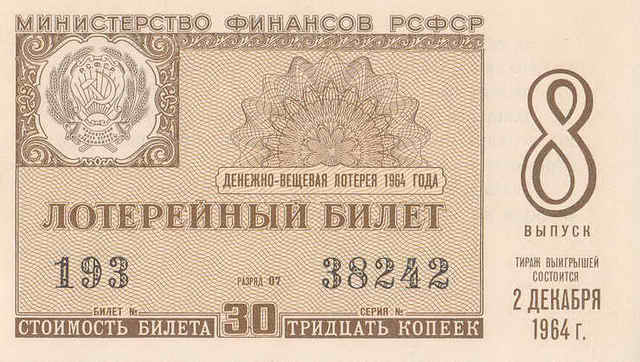 МИНИСТЕРСТВО ФИНАНСОВ РСФСР
ДЕНЕЖНО-ВЕЩЕВАЯ ЛОТЕРЕЯ 1964 ГОДА
ЛОТЕРЕЙНЫЙ БИЛЕТ
193 РАЗРЯД 07 38242
БИЛЕТ № СЕРИЯ №
СТОИМОСТЬ БИЛЕТА 30 ТРИДЦАТЬ КОПЕЕК
8
ВЫПУСК
ТИРАЖ ВЫИГРЫШЕЙ
СОСТОИТСЯ
2 ДЕКАБРЯ
1964 г.